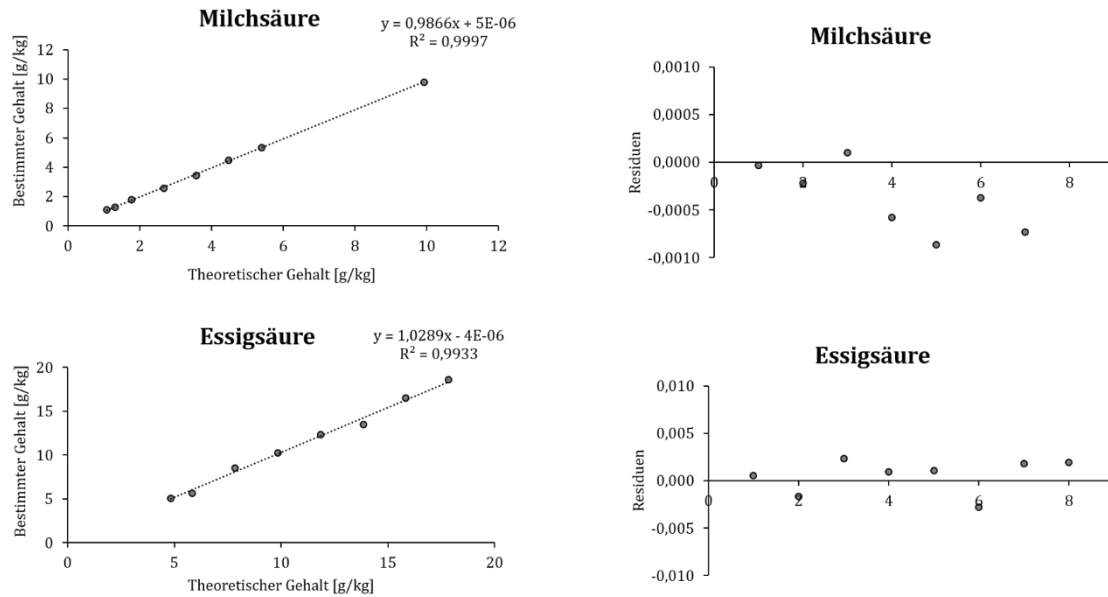 Milchsäure
y = 0,9866x + 5E-06
R² = 0,9997
Bestimmter Gehalt [g/kg]
12
10
8
6
4
2
0
0 2 4 6 8 10 12
Theoretischer Gehalt [g/kg]
Milchsäure
Residuen
0,0010
0,0005
0,0000
-0,0005
-0,0010
0 2 4 6 8
Essigsäure
y = 1,0289x - 4E-06
R² = 0,9933
Bestimmter Gehalt [g/kg]
20
15
10
5
0
0 5 10 15 20
Theoretischer Gehalt [g/kg]
Essigsäure
Residuen
0,010
0,005
0,000
-0,005
-0,010
0 2 4 6 8